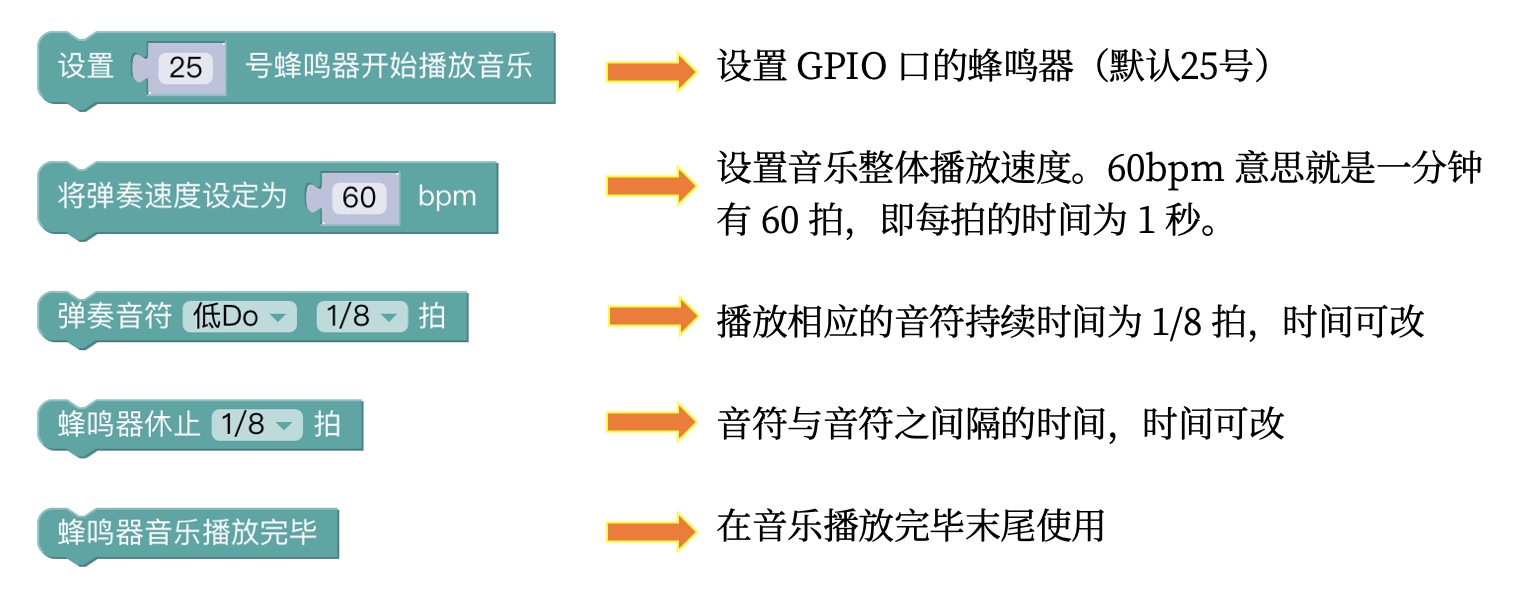 设置 25 号蜂鸣器开始播放音乐
设置 GPIO 口的蜂鸣器（默认25号）
将弹奏速度设定为 60 bpm
设置音乐整体播放速度。60bpm 意思就是一分钟
有 60 拍，即每拍的时间为 1 秒。
弹奏音符 低Do 1/8 拍
播放相应的音符持续时间为 1/8 拍，时间可改
蜂鸣器休止 1/8 拍
音符与音符之间隔的时间，时间可改
蜂鸣器音乐播放完毕
在音乐播放完毕末尾使用